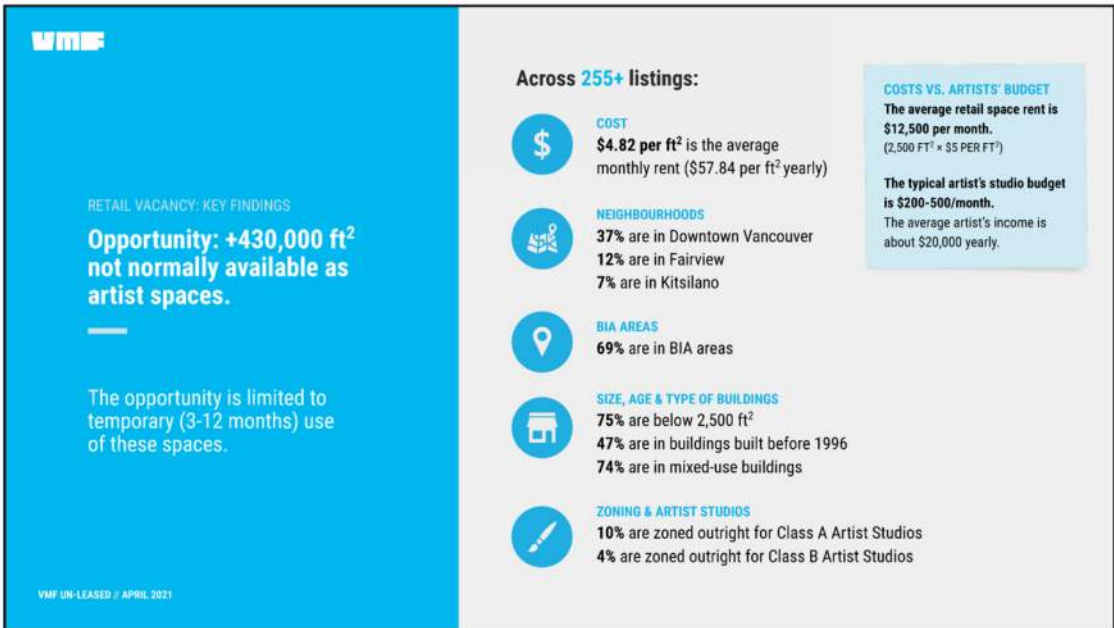 VMF
RETAIL VACANCY: KEY FINDINGS
Opportunity: +430,000 ft²
not normally available as
artist spaces.
The opportunity is limited to
temporary (3-12 months) use
of these spaces.
VMF UN-LEASED // APRIL 2021
Across 255+ listings:
$
COST
$4.82 per ft² is the average
monthly rent ($57.84 per ft² yearly)
NEIGHBOURHOODS
37% are in Downtown Vancouver
12% are in Fairview
7% are in Kitsilano
BIA AREAS
69% are in BIA areas
SIZE, AGE & TYPE OF BUILDINGS
75% are below 2,500 ft²
47% are in buildings built before 1996
74% are in mixed-use buildings
ZONING & ARTIST STUDIOS
10% are zoned outright for Class A Artist Studios
4% are zoned outright for Class B Artist Studios
COSTS VS. ARTISTS' BUDGET
The average retail space rent is
$12,500 per month.
(2,500 FT² × $5 PER FT²)
The typical artist's studio budget
is $200-500/month.
The average artist's income is
about $20,000 yearly.